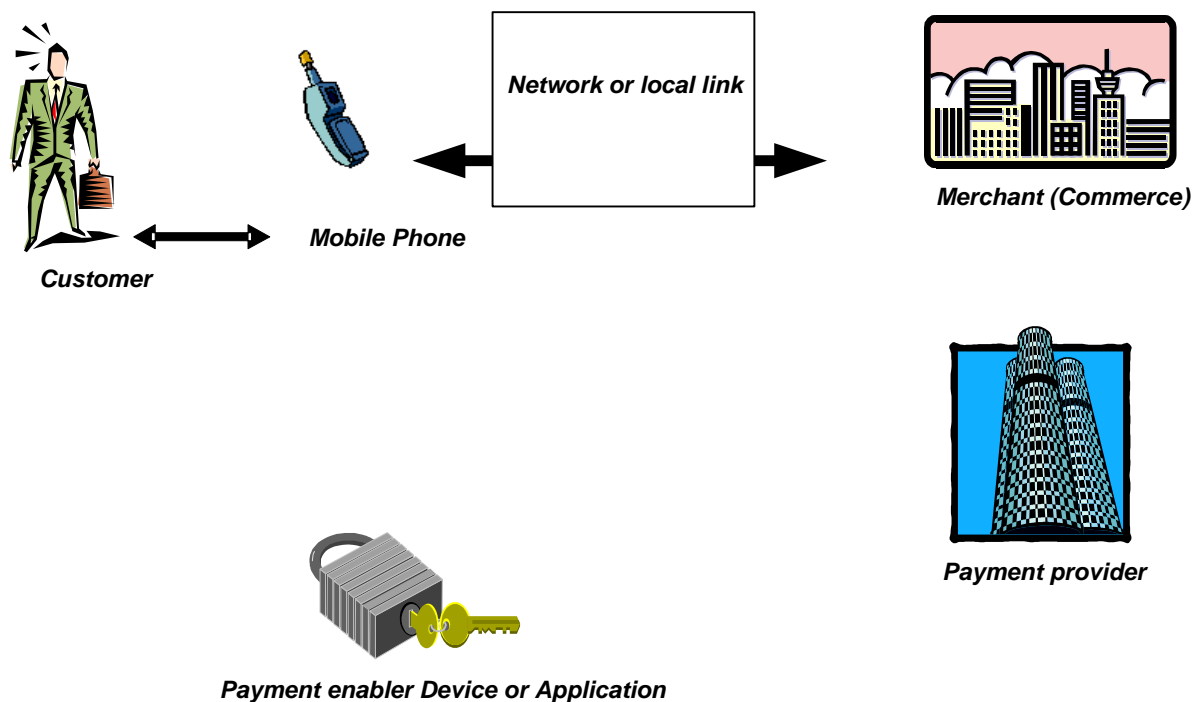 Network or local link
Merchant (Commerce)
Mobile Phone
Customer
Payment provider
Payment enabler Device or Application